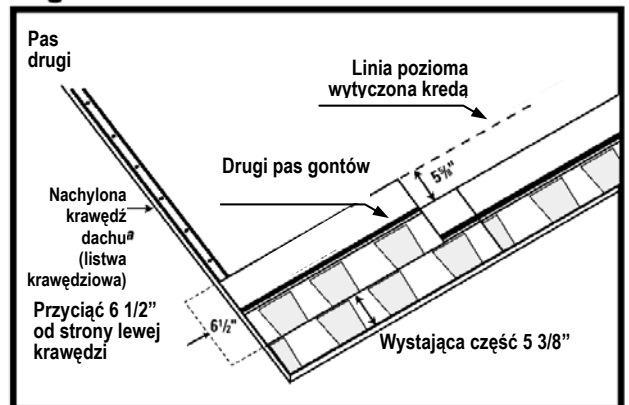 Pas
drugi
Linia pozioma
wytyczona kredą
5⅝"
Drugi pas gontów
Nachylona
krawędź
dachuª
(listwa
krawędziowa)
Przyciąć 6 1/2”
od strony lewej
krawędzi
6½"
Wystająca część 5 3/8”